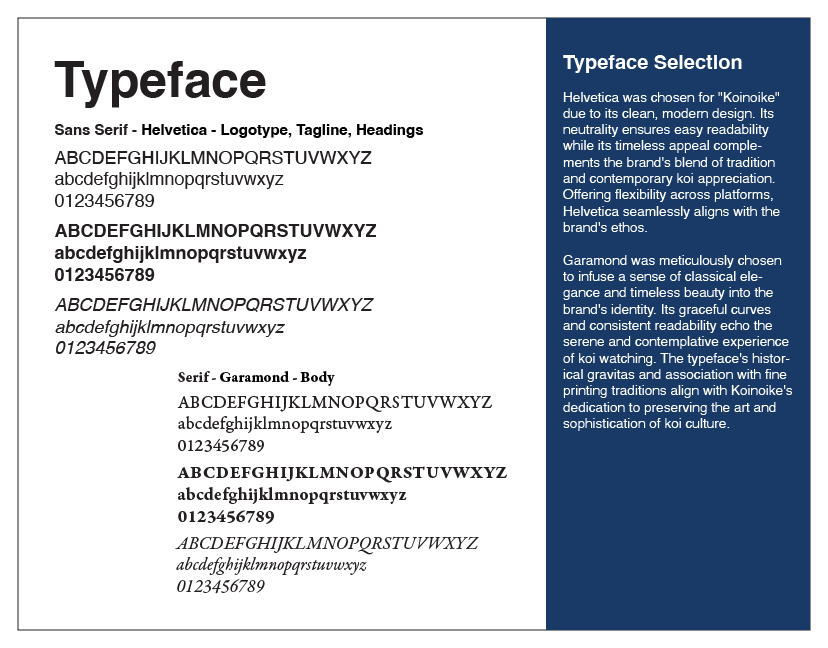 Typeface
Sans Serif - Helvetica - Logotype, Tagline, Headings
ABCDEFGHIJKLMNOPQRSTUVWXYZ
abcdefghijklmnopqrstuvwxyz
0123456789
ABCDEFGHIJKLMNOPQRSTUVWXYZ
abcdefghijklmnopqrstuvwxyz
0123456789
ABCDEFGHIJKLMNOPQRSTUVWXYZ
abcdefghijklmnopqrstuvwxyz
0123456789
Serif - Garamond - Body
ABCDEFGHIJKLMNOPQRSTUVWXYZ
abcdefghijklmnopqrstuvwxyz
0123456789
ABCDEFGHIJKLMNOPQRSTUVWXYZ
abcdefghijklmnopqrstuvwxyz
0123456789
ABCDEFGHIJKLMNOPQRSTUVWXYZ
abcdefghijklmnopqrstuvwxyz
0123456789
Typeface Selection
Helvetica was chosen for "Koinoike"
due to its clean, modern design. Its
neutrality ensures easy readability
while its timeless appeal comple-
ments the brand's blend of tradition
and contemporary koi appreciation.
Offering flexibility across platforms,
Helvetica seamlessly aligns with the
brand's ethos.
Garamond was meticulously chosen
to infuse a sense of classical ele-
gance and timeless beauty into the
brand's identity. Its graceful curves
and consistent readability echo the
serene and contemplative experience
of koi watching. The typeface's histor-
ical gravitas and association with fine
printing traditions align with Koinoike's
dedication to preserving the art and
sophistication of koi culture.